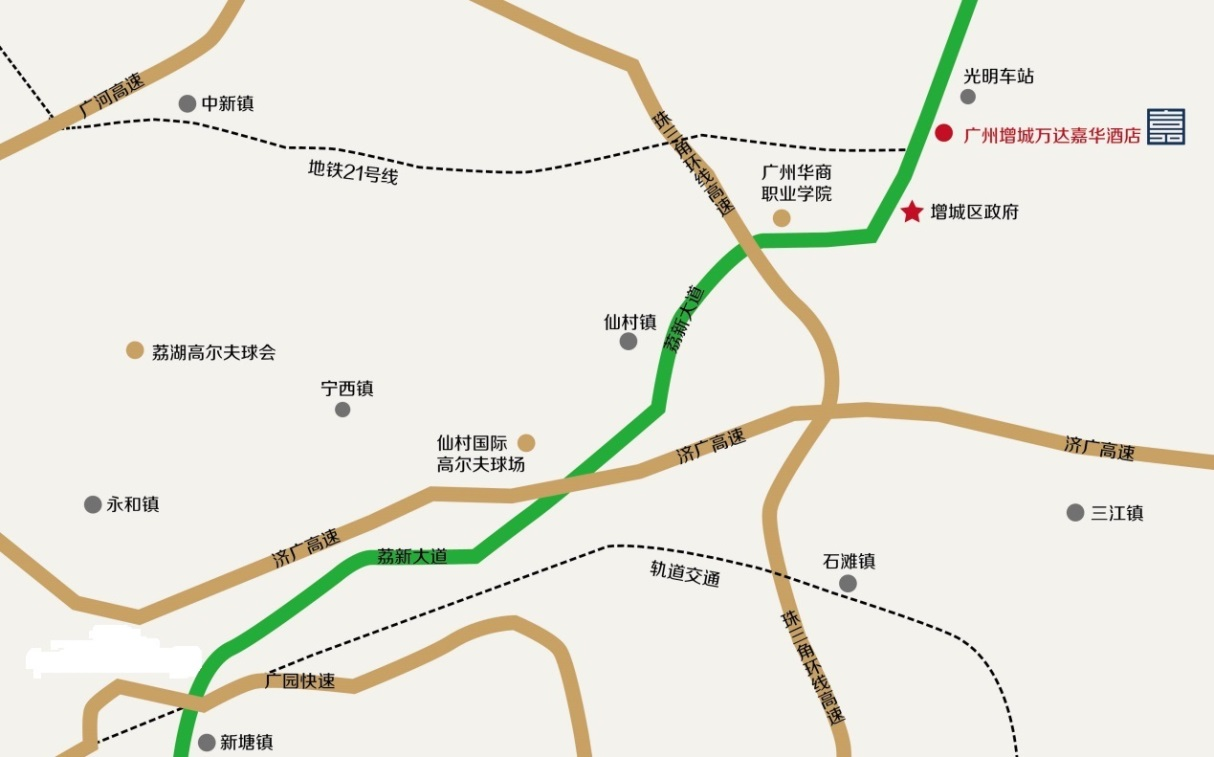 光明车站
广河高速
中新镇
珠三角环线高速
广州增城万达嘉华酒店
地铁21号线
广州华商
职业学院
增城区政府
荔新大道
仙村镇
荔湖高尔夫球会
宁西镇
仙村国际
高尔夫球场
济广高速
济广高速
永和镇
三江镇
济广高速
荔新大道
轨道交通
石滩镇
珠三角环线高速
广园快速
新塘镇